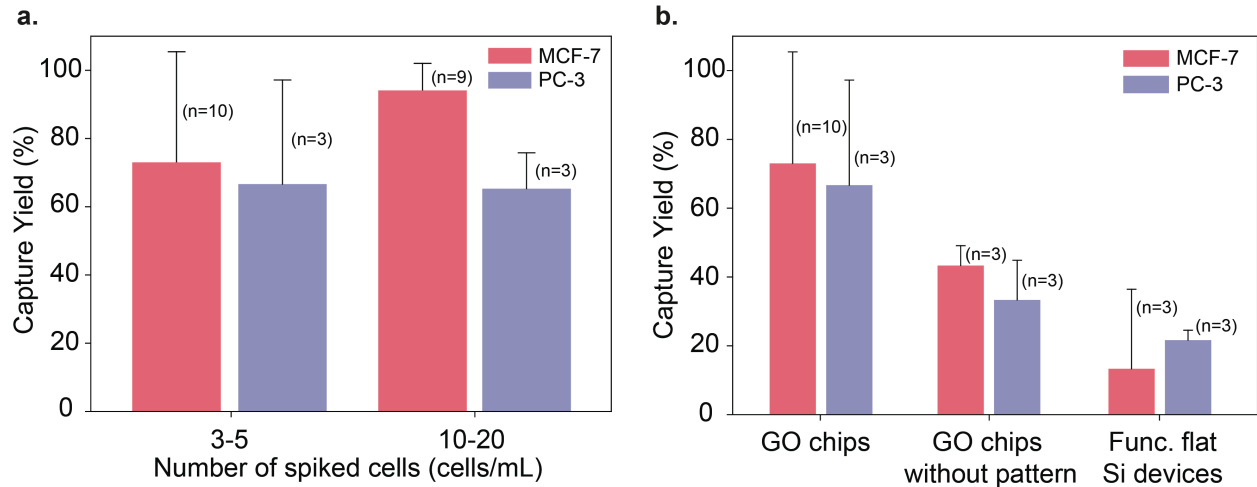 a.
Capture Yield (%)
100
80
60
40
20
0
MCF-7
PC-3
(n=10)
(n=3)
(n=9)
(n=3)
3-5
10-20
Number of spiked cells (cells/mL)
b.
Capture Yield (%)
100
80
60
40
20
0
MCF-7
PC-3
(n=10)
(n=3)
(n=3)
(n=3)
(n=3)
(n=3)
GO chips
GO chips
without pattern
Func. flat
Si devices